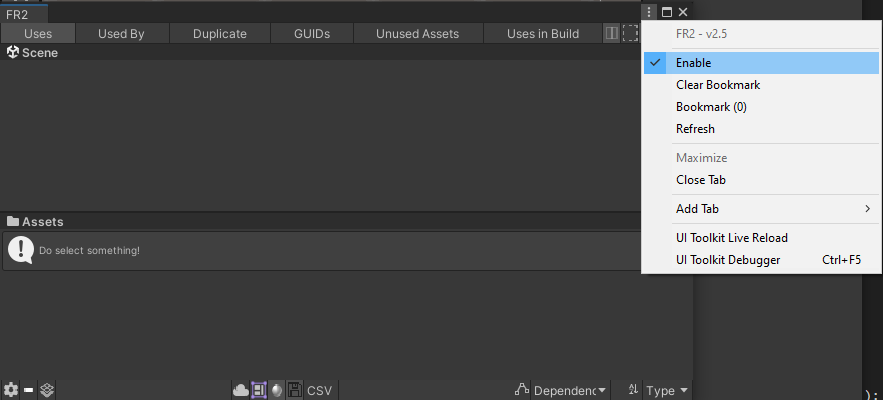 FR2
Uses Used By Duplicate GUIDs Unused Assets Uses in Build
Scene
Assets
Do select something!
CSV Dependenc Type
FR2 - v2.5
Enable
Clear Bookmark
Bookmark (0)
Refresh
Maximize
Close Tab
Add Tab
UI Toolkit Live Reload
UI Toolkit Debugger Ctrl+F5
);